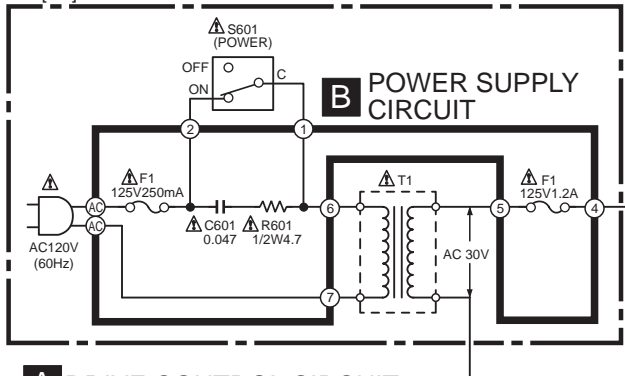 S601
(POWER)
OFF
C
ON
B POWER SUPPLY
CIRCUIT
2
1
F1
125V250mA
T1
F1
125V1.2A
AC
6
5
4
AC
C601
0.047
R601
1/2W4.7
AC120V
(60Hz)
AC 30V
7